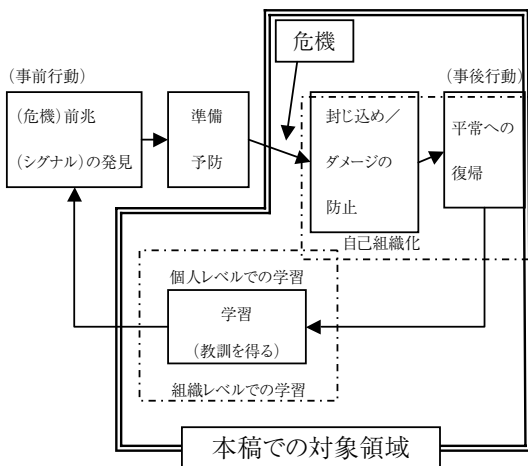 危機
（事前行動）
（事後行動）
（危機）前兆
（シグナル）の発見
準備
予防
封じ込め／
ダメージの
防止
平常への
復帰
自己組織化
個人レベルでの学習
学習
（教訓を得る）
組織レベルでの学習
本稿での対象領域